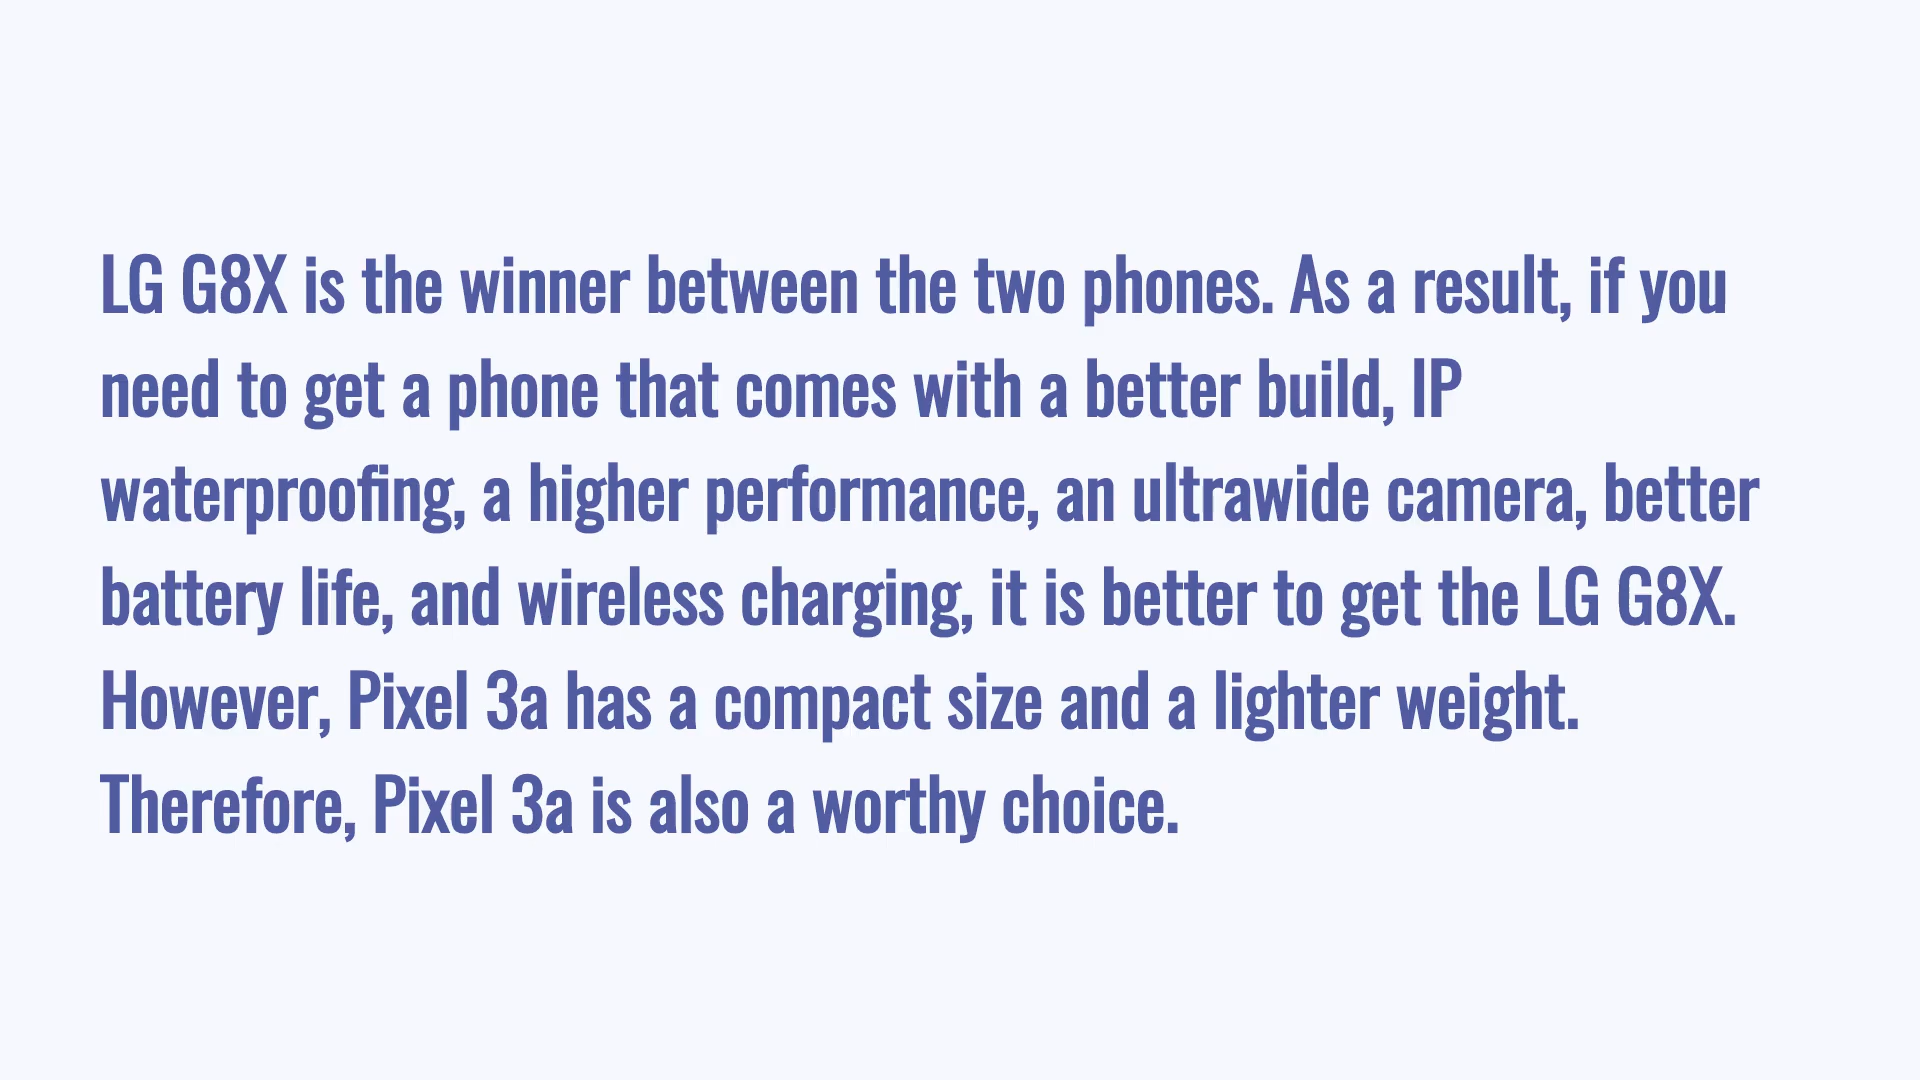 LG G8X is the winner between the two phones. As a result, if you
need to get a phone that comes with a better build, IP
waterproofing, a higher performance, an ultrawide camera, better
battery life, and wireless charging, it is better to get the LG G8X.
However, Pixel 3a has a compact size and a lighter weight.
Therefore, Pixel 3a is also a worthy choice.